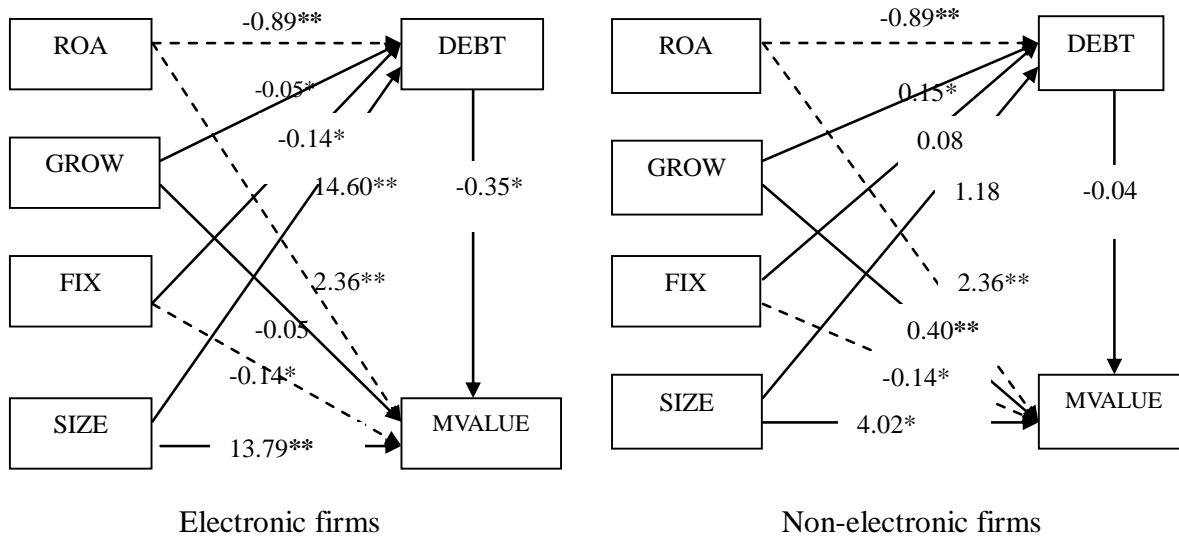 -0.89**
ROA
DEBT
-0.05*
-0.14*
GROW
14.60**
-0.35*
FIX
2.36**
-0.05
-0.14*
SIZE
MVALUE
13.79**
Electronic firms
-0.89**
ROA
DEBT
0.15*
0.08
GROW
1.18
-0.04
FIX
2.36**
0.40**
-0.14*
SIZE
MVALUE
4.02*
Non-electronic firms